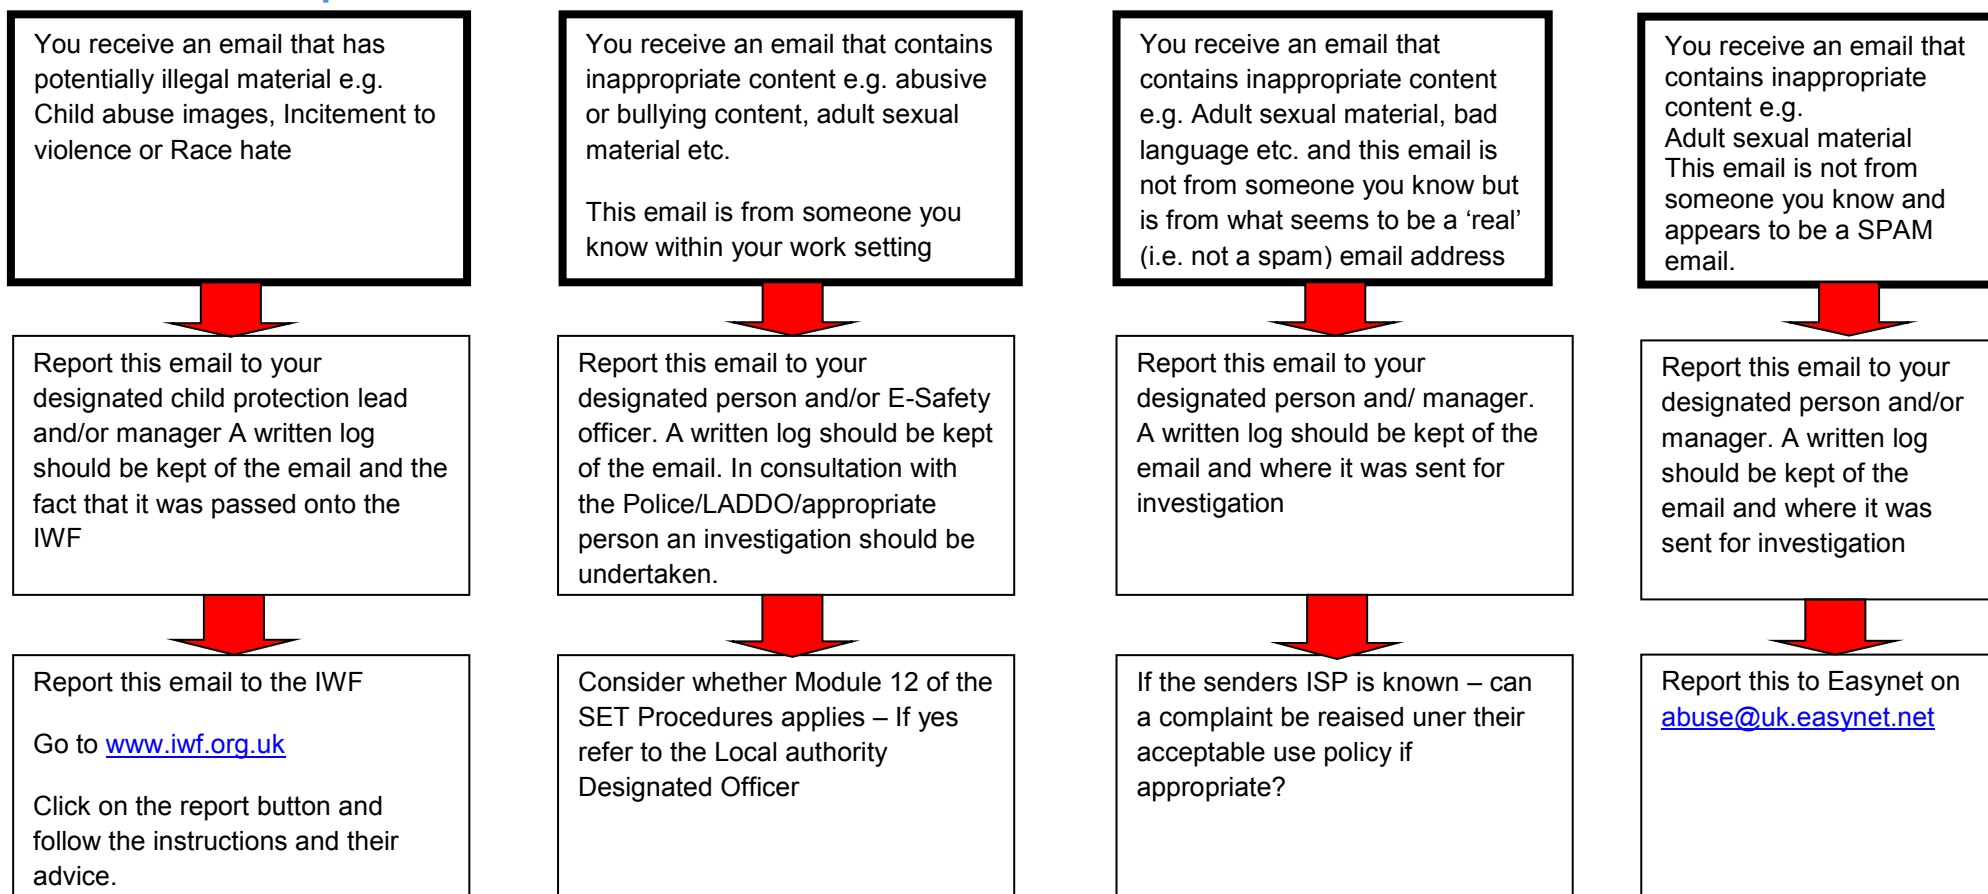 You receive an email that has
potentially illegal material e.g.
Child abuse images, Incitement to
violence or Race hate
Report this email to your
designated child protection lead
and/or manager A written log
should be kept of the email and the
fact that it was passed onto the
IWF
Report this email to the IWF
Go to www.iwf.org.uk
Click on the report button and
follow the instructions and their
advice.
You receive an email that contains
inappropriate content e.g. abusive
or bullying content, adult sexual
material etc.
This email is from someone you
know within your work setting
Report this email to your
designated person and/or E-Safety
officer. A written log should be kept
of the email. In consultation with
the Police/LADDO/appropriate
person an investigation should be
undertaken.
Consider whether Module 12 of the
SET Procedures applies – If yes
refer to the Local authority
Designated Officer
You receive an email that
contains inappropriate content
e.g. Adult sexual material, bad
language etc. and this email is
not from someone you know but
is from what seems to be a ‘real’
(i.e. not a spam) email address
Report this email to your
designated person and/ manager.
A written log should be kept of the
email and where it was sent for
investigation
If the senders ISP is known – can
a complaint be reaised uner their
acceptable use policy if
appropriate?
You receive an email that
contains inappropriate
content e.g.
Adult sexual material
This email is not from
someone you know and
appears to be a SPAM
email.
Report this email to your
designated person and/or
manager. A written log
should be kept of the
email and where it was
sent for investigation
Report this to Easynet on
abuse@uk.easynet.net